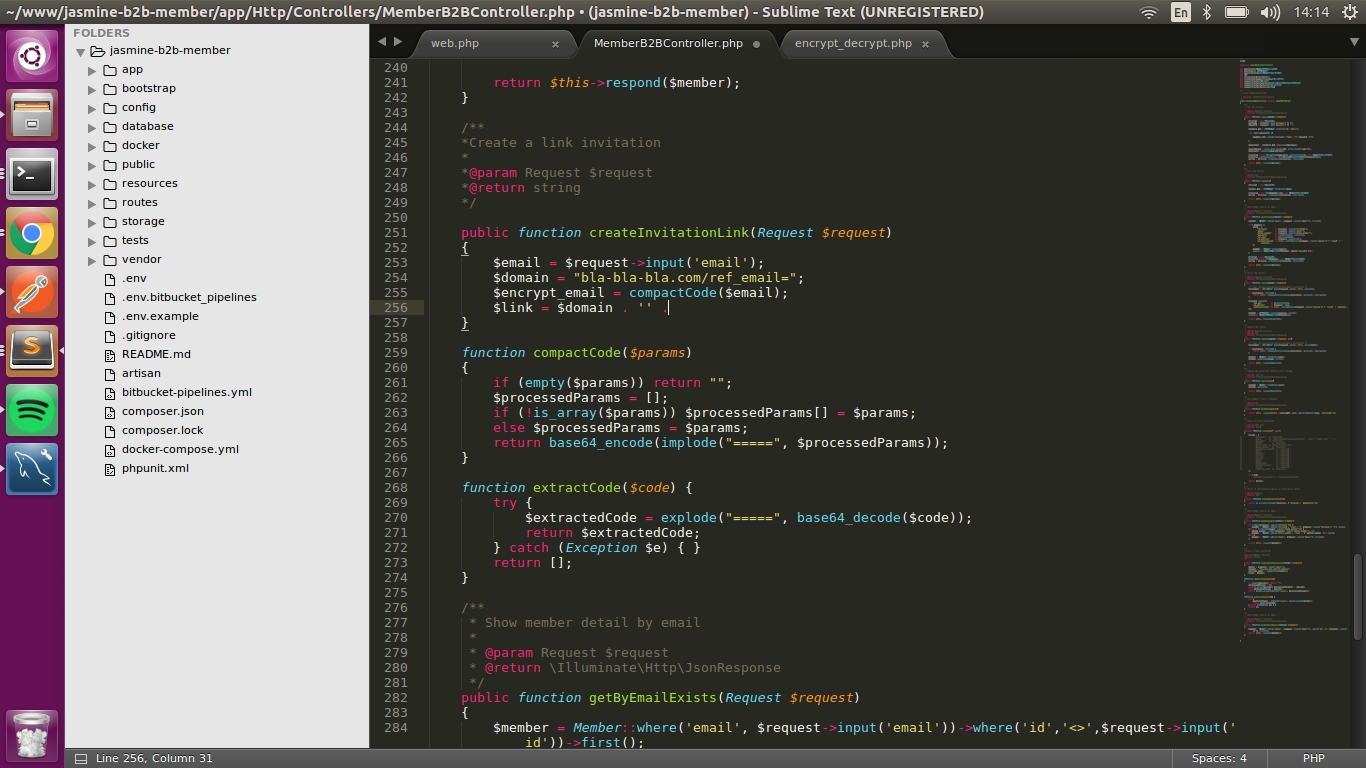 ~/www/jasmine-b2b-member/app/Http/Controllers/MemberB2BController.php • (jasmine-b2b-member) - Sublime Text (UNREGISTERED)
En
14:14
FOLDERS
jasmine-b2b-member
app
bootstrap
config
database
docker
public
resources
routes
storage
tests
vendor
.env
.env.bitbucket_pipelines
.env.example
.gitignore
README.md
artisan
bitbucket-pipelines.yml
composer.json
composer.lock
docker-compose.yml
phpunit.xml
web.php ×
MemberB2BController.php
encrypt_decrypt.php ×
240
241 return $this->respond($member);
242 }
243
244 /**
245 *Create a link invitation
246 *
247 *@param Request $request
248 *@return string
249 */
250
251 public function createInvitationLink(Request $request)
252 {
253 $email = $request->input('email');
254 $domain = "bla-bla-bla.com/ref_email=";
255 $encrypt_email = compactCode($email);
256 $link = $domain . '' .
257 }
258
259 function compactCode($params)
260 {
261 if (empty($params)) return "";
262 $processedParams = [];
263 if (!is_array($params)) $processedParams[] = $params;
264 else $processedParams = $params;
265 return base64_encode(implode("=====", $processedParams));
266 }
267
268 function extractCode($code) {
269 try {
270 $extractedCode = explode("=====", base64_decode($code));
271 return $extractedCode;
272 } catch (Exception $e) { }
273 return [];
274 }
275
276 /**
277 * Show member detail by email
278 *
279 * @param Request $request
280 * @return \Illuminate\Http\JsonResponse
281 */
282 public function getByEmailExists(Request $request)
283 {
284 $member = Member::where('email', $request->input('email'))->where('id','<>',$request->input('
id'))->first();
Line 256, Column 31
Spaces: 4
PHP